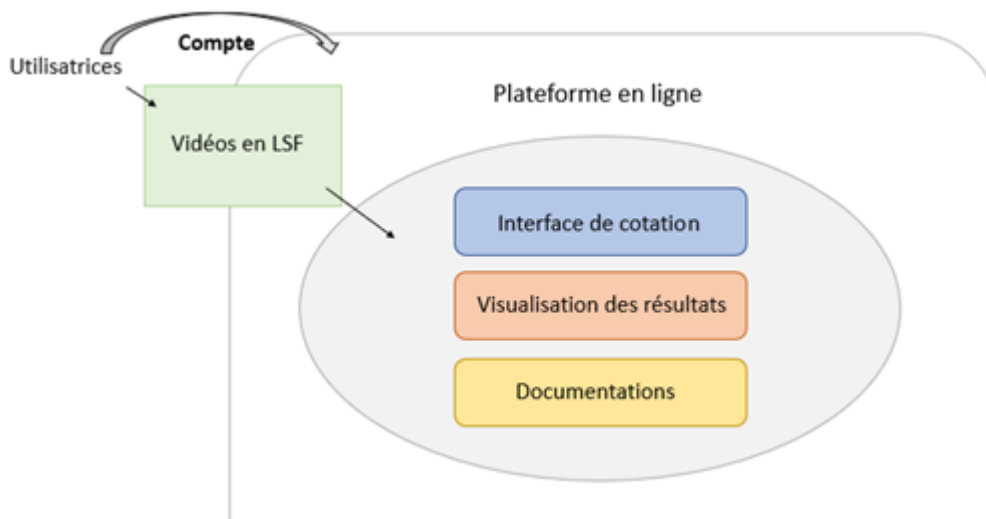 Compte
Utilisatrices
Plateforme en ligne
Vidéos en LSF
Interface de cotation
Visualisation des résultats
Documentations